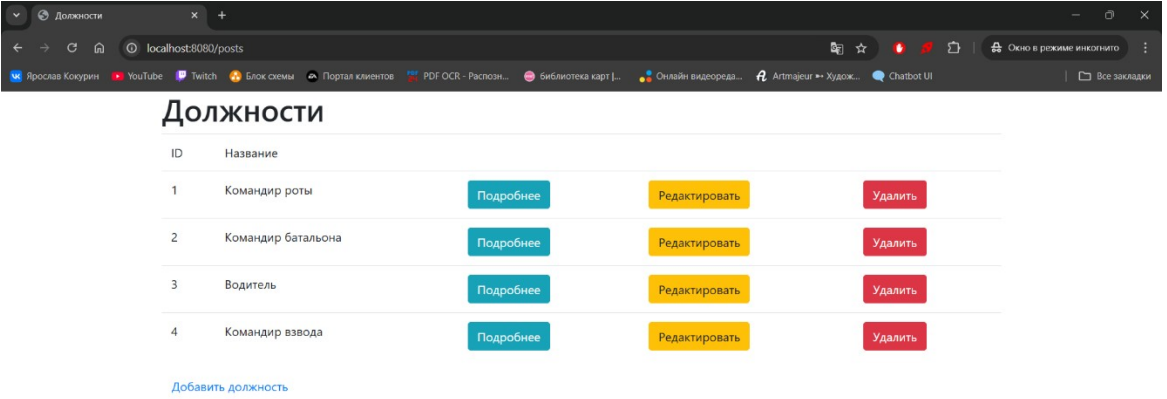 Должности
localhost:8080/posts
Окно в режиме инкогнито
Ярослав Кокурин YouTube Twitch Блок схемы Портал клиентов PDF OCR - Распозн... библиотека карт |... Онлайн видеореда... Artmajeur •• Худож... Chatbot UI Все закладки
Должности
ID Название
1 Командир роты Подробнее Редактировать Удалить
2 Командир батальона Подробнее Редактировать Удалить
3 Водитель Подробнее Редактировать Удалить
4 Командир взвода Подробнее Редактировать Удалить
Добавить должность